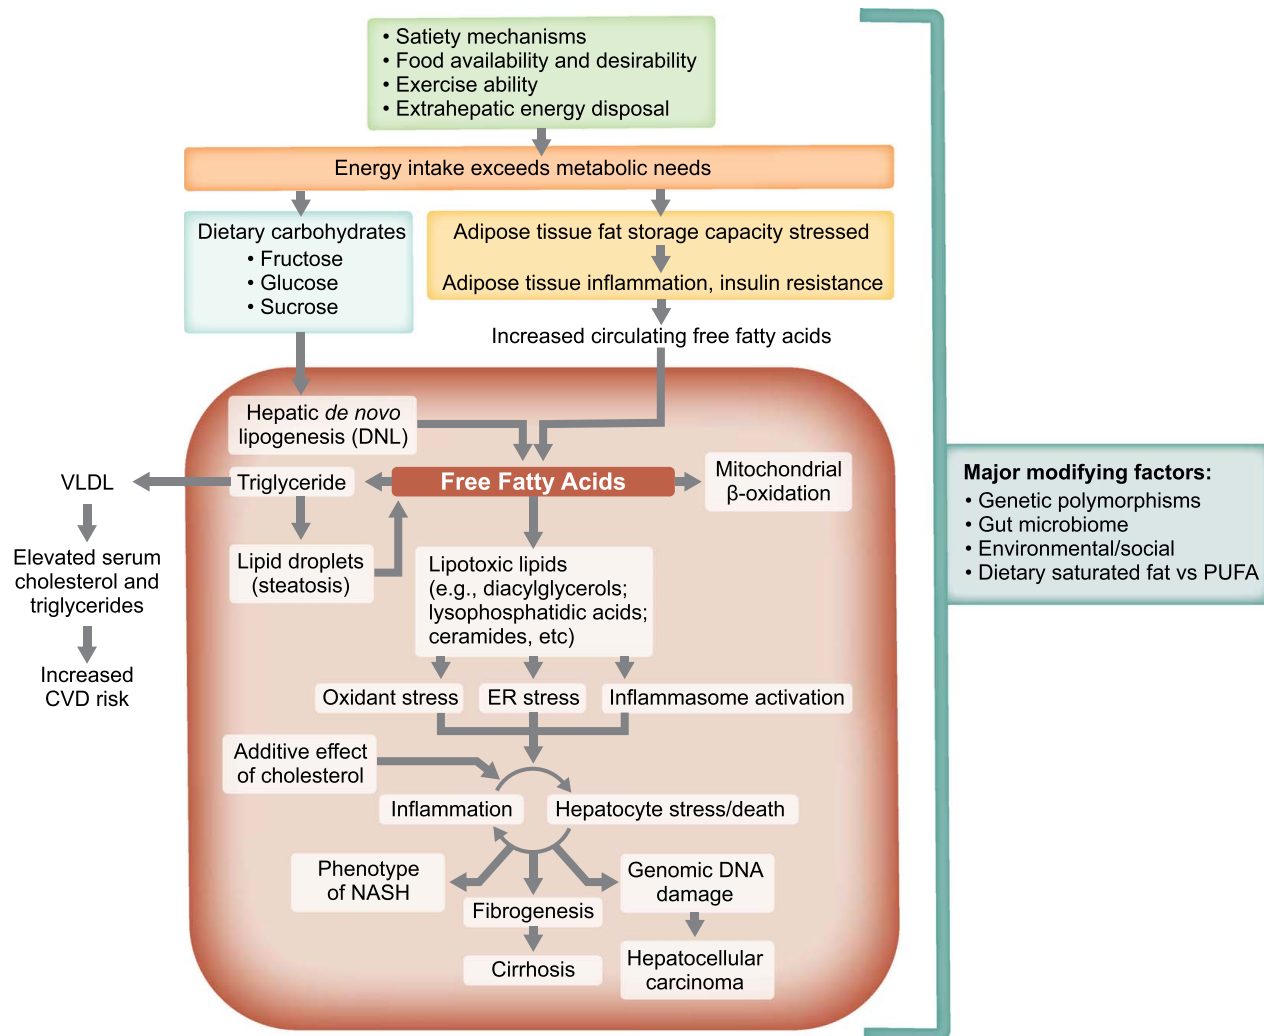 • Satiety mechanisms
• Food availability and desirability
• Exercise ability
• Extrahepatic energy disposal
Energy intake exceeds metabolic needs
Dietary carbohydrates
• Fructose
• Glucose
• Sucrose
Adipose tissue fat storage capacity stressed
Adipose tissue inflammation, insulin resistance
Increased circulating free fatty acids
Hepatic de novo
lipogenesis (DNL)
VLDL
Triglyceride
Free Fatty Acids
Mitochondrial
β-oxidation
Elevated serum
cholesterol and
triglycerides
Increased
CVD risk
Lipid droplets
(steatosis)
Lipotoxic lipids
(e.g., diacylglycerols;
lysophosphatidic acids;
ceramides, etc)
Oxidant stress
ER stress
Inflammasome activation
Additive effect
of cholesterol
Inflammation
Hepatocyte stress/death
Phenotype
of NASH
Fibrogenesis
Cirrhosis
Genomic DNA
damage
Hepatocellular
carcinoma
Major modifying factors:
• Genetic polymorphisms
• Gut microbiome
• Environmental/social
• Dietary saturated fat vs PUFA